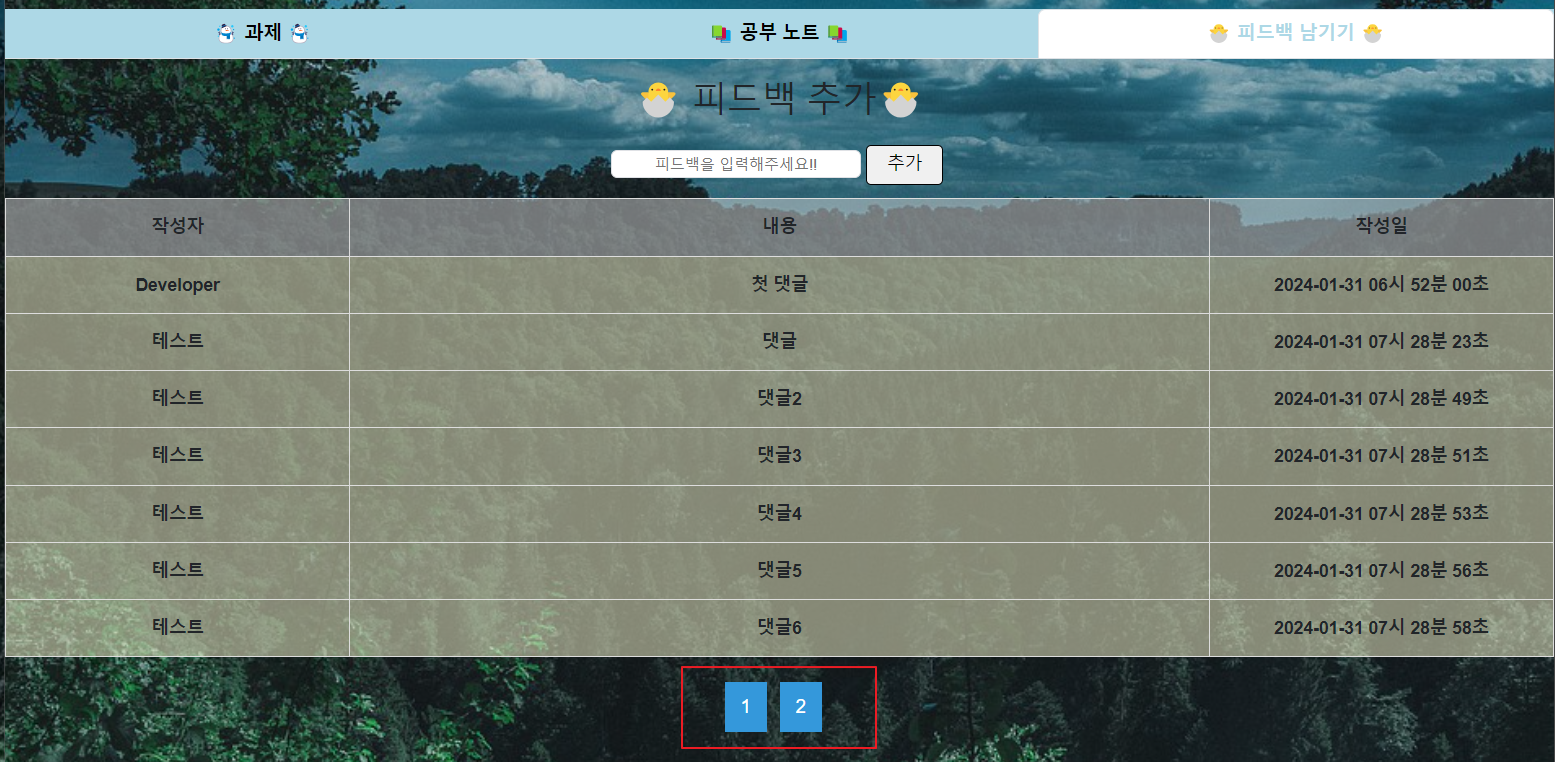 과제
공부 노트
피드백 남기기
피드백 추가
피드백을 입력해주세요!! 추가
작성자 내용 작성일
Developer 첫 댓글 2024-01-31 06시 52분 00초
테스트 댓글 2024-01-31 07시 28분 23초
테스트 댓글2 2024-01-31 07시 28분 49초
테스트 댓글3 2024-01-31 07시 28분 51초
테스트 댓글4 2024-01-31 07시 28분 53초
테스트 댓글5 2024-01-31 07시 28분 56초
테스트 댓글6 2024-01-31 07시 28분 58초
1 2